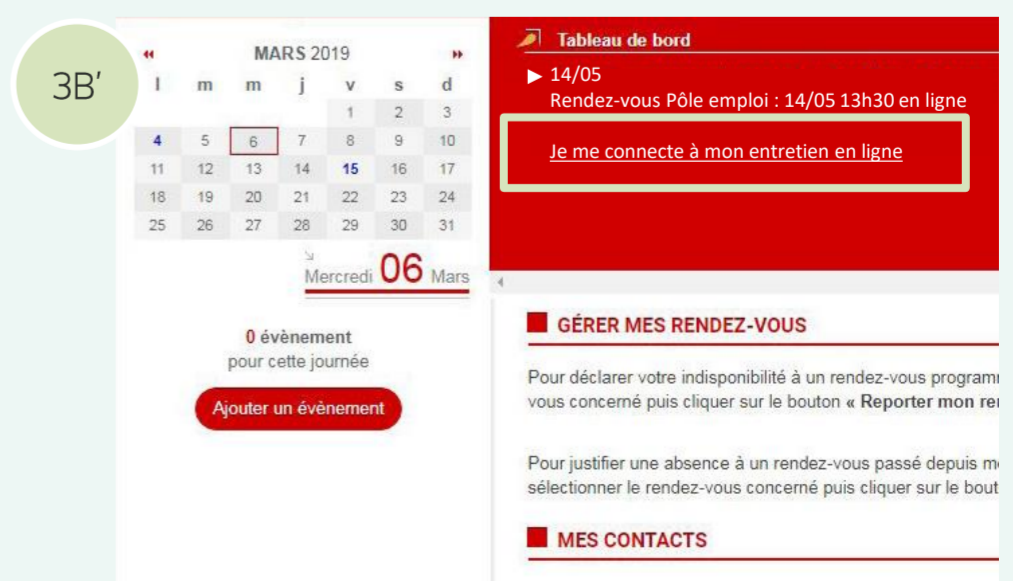 3B'
MARS 2019
l m m j v s d
1 2 3
4 5 6 7 8 9 10
11 12 13 14 15 16 17
18 19 20 21 22 23 24
25 26 27 28 29 30 31
Mercredi 06 Mars
0 évènement
pour cette journée
Ajouter un évènement
Tableau de bord
14/05
Rendez-vous Pôle emploi : 14/05 13h30 en ligne
Je me connecte à mon entretien en ligne
GÉRER MES RENDEZ-VOUS
Pour déclarer votre indisponibilité à un rendez-vous
vous concerné puis cliquer sur le bouton « Reporter mon
Pour justifier une absence à un rendez-vous passé depuis
sélectionner le rendez-vous concerné puis cliquer sur le
MES CONTACTS